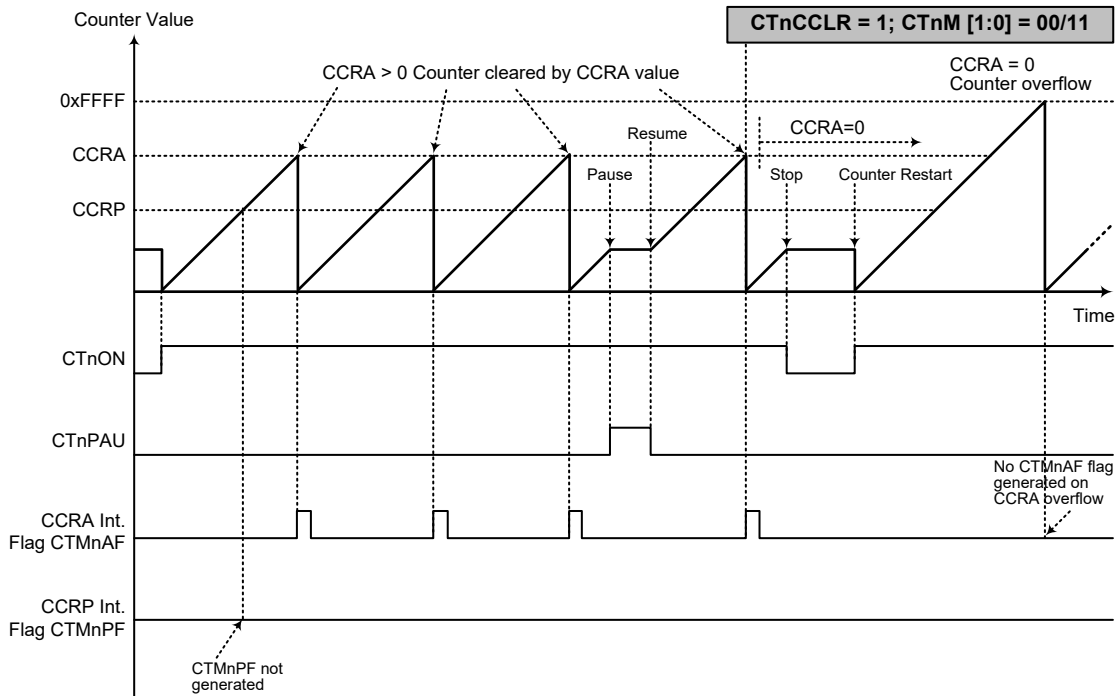 Counter Value
CTnCCLR = 1; CTnM [1:0] = 00/11
CCRA > 0 Counter cleared by CCRA value
CCRA = 0
Counter overflow
0xFFFF
Resume
CCRA=0
CCRA
Pause
Stop
Counter Restart
CCRP
Time
CTnON
CTnPAU
No CTMnAF flag
generated on
CCRA overflow
CCRA Int.
Flag CTMnAF
CCRP Int.
Flag CTMnPF
CTMnPF not
generated